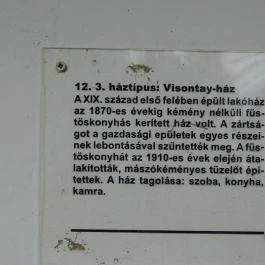 12. 3. háztípus: Visontay-ház
A XIX. század első felében épült lakóház
az 1870-es évekig kémény nélküli füs-
töskonyhás kerített ház volt. A zártsá-
got a gazdasági épületek egyes részei-
nek lebontásával szűntették meg. A füs-
töskonyhát az 1910-es évek elején áta-
lakították, mászókéményes tüzelőt épí-
tettek. A ház tagolása: szoba, konyha,
kamra.